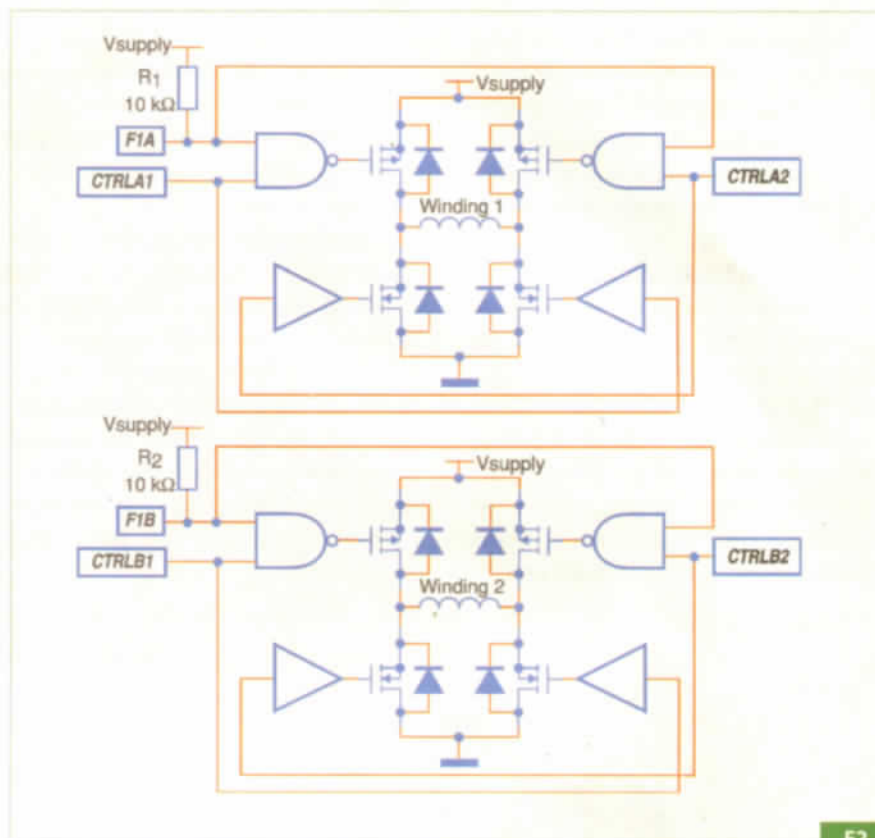 Vsupply
R1
10 kΩ
Vsupply
F1A
CTRLA1
CTRLA2
Winding 1
Vsupply
R2
10 kΩ
Vsupply
F1B
CTRLB1
CTRLB2
Winding 2
F2